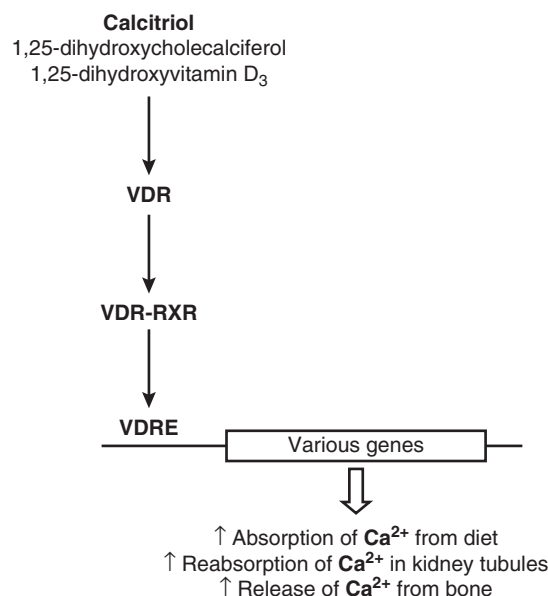 Calcitriol
1,25-dihydroxycholecalciferol
1,25-dihydroxyvitamin D₃
VDR
VDR-RXR
VDRE
Various genes
↑ Absorption of Ca²⁺ from diet
↑ Reabsorption of Ca²⁺ in kidney tubules
↑ Release of Ca²⁺ from bone